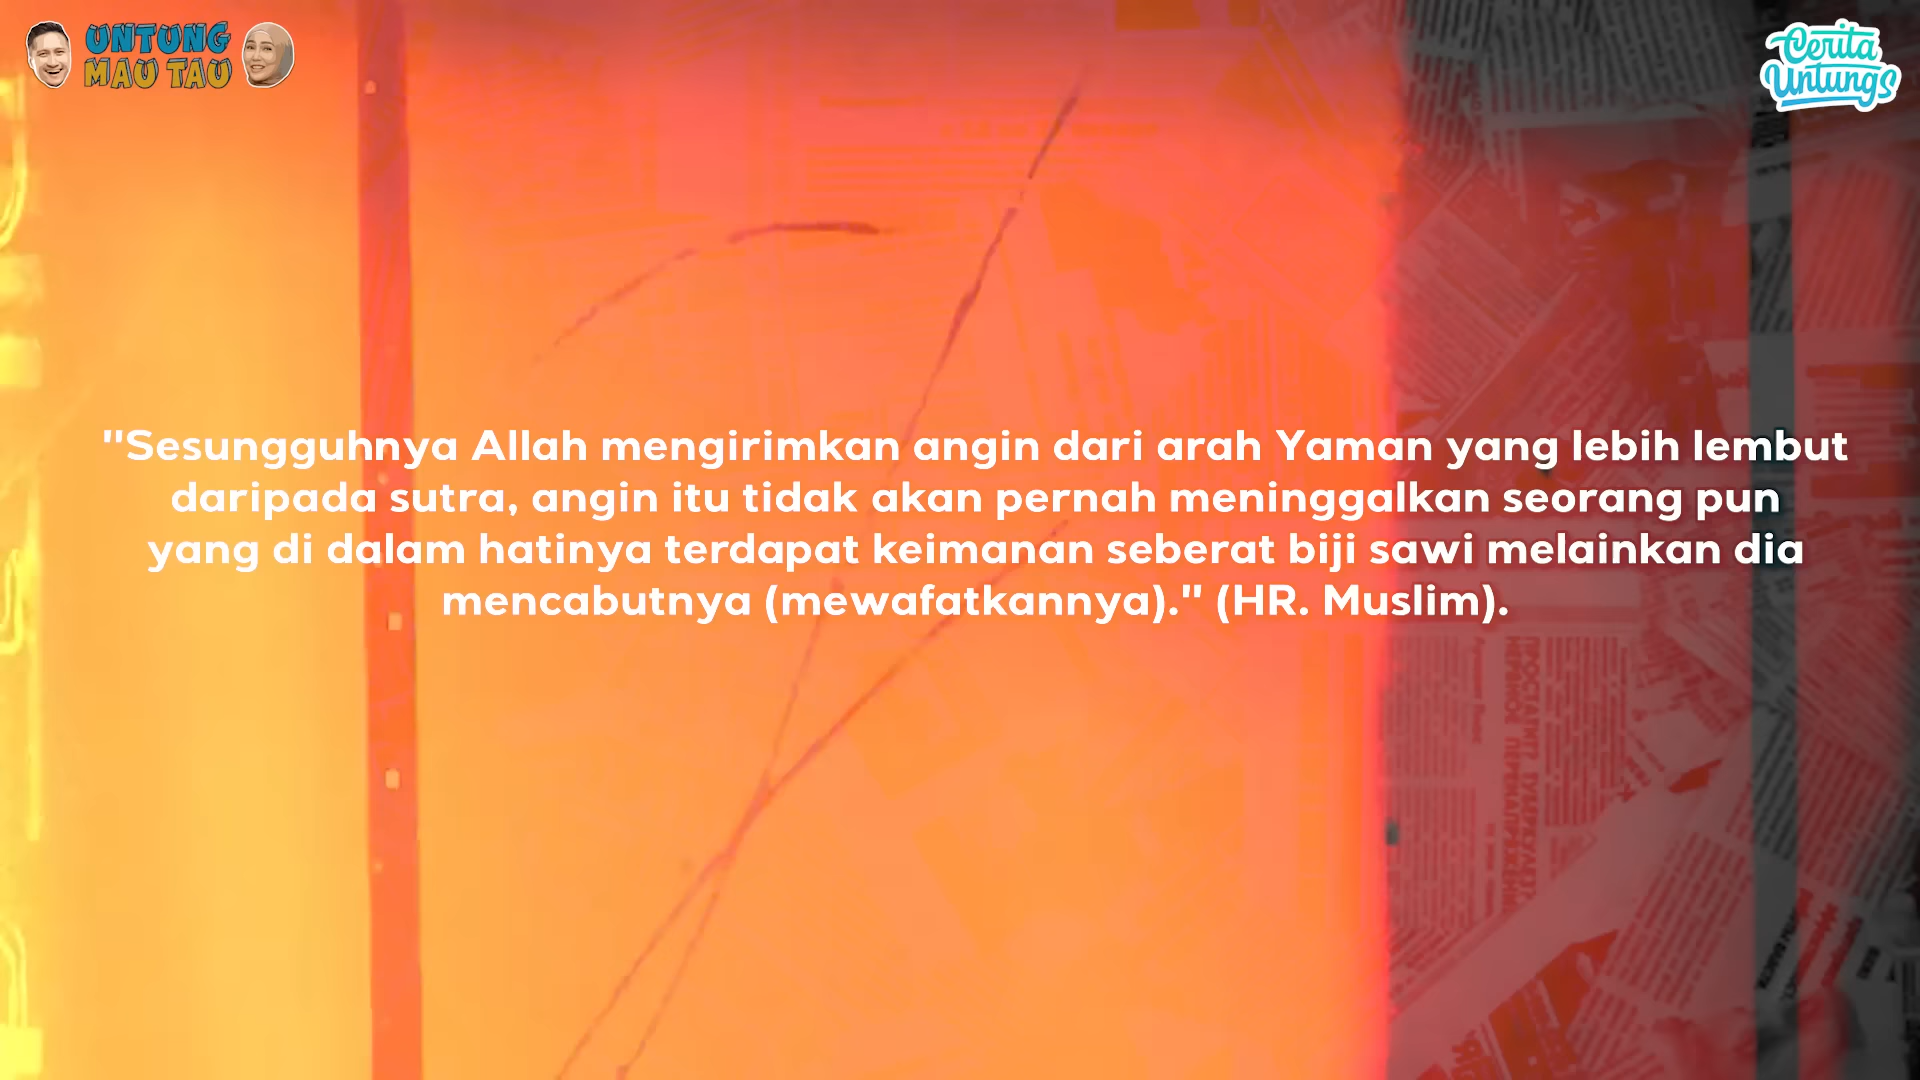 UNTUNG
MAU TAU
Cerita
Untungs
"Sesungguhnya Allah mengirimkan angin dari arah Yaman yang lebih lembut
daripada sutra, angin itu tidak akan pernah meninggalkan seorang pun
yang di dalam hatinya terdapat keimanan seberat biji sawi melainkan dia
mencabutnya (mewafatkannya)." (HR. Muslim).